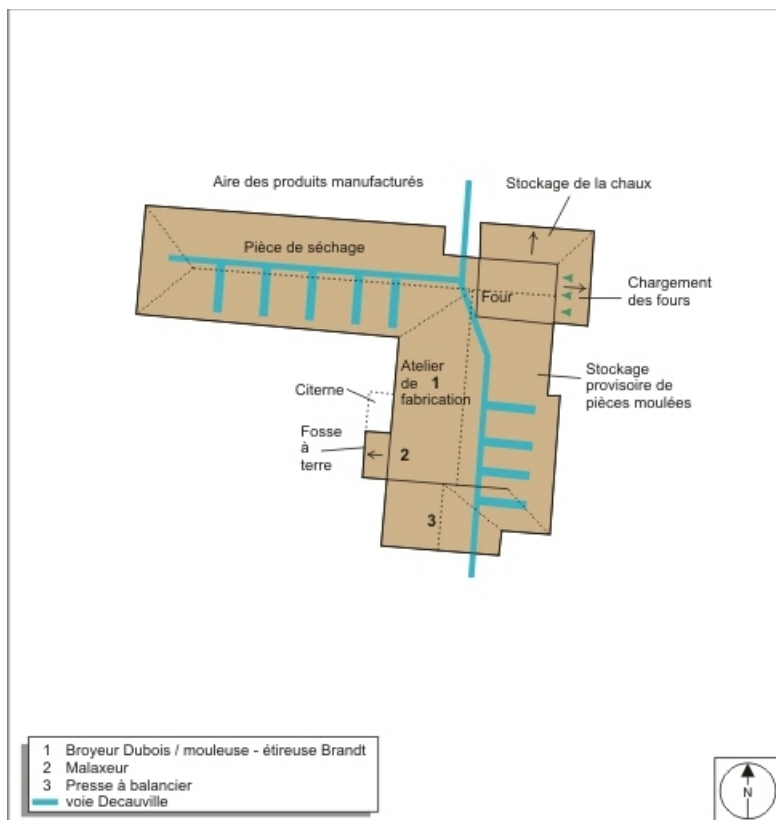 Aire des produits manufacturés
Stockage de la chaux
Pièce de séchage
Four
Chargement
des fours
Atelier
de 1
fabrication
Stockage
provisoire de
pièces moulées
Citerne
Fosse
à
terre
2
3
1 Broyeur Dubois / mouleuse - étireuse Brandt
2 Malaxeur
3 Presse à balancier
voie Decauville
N